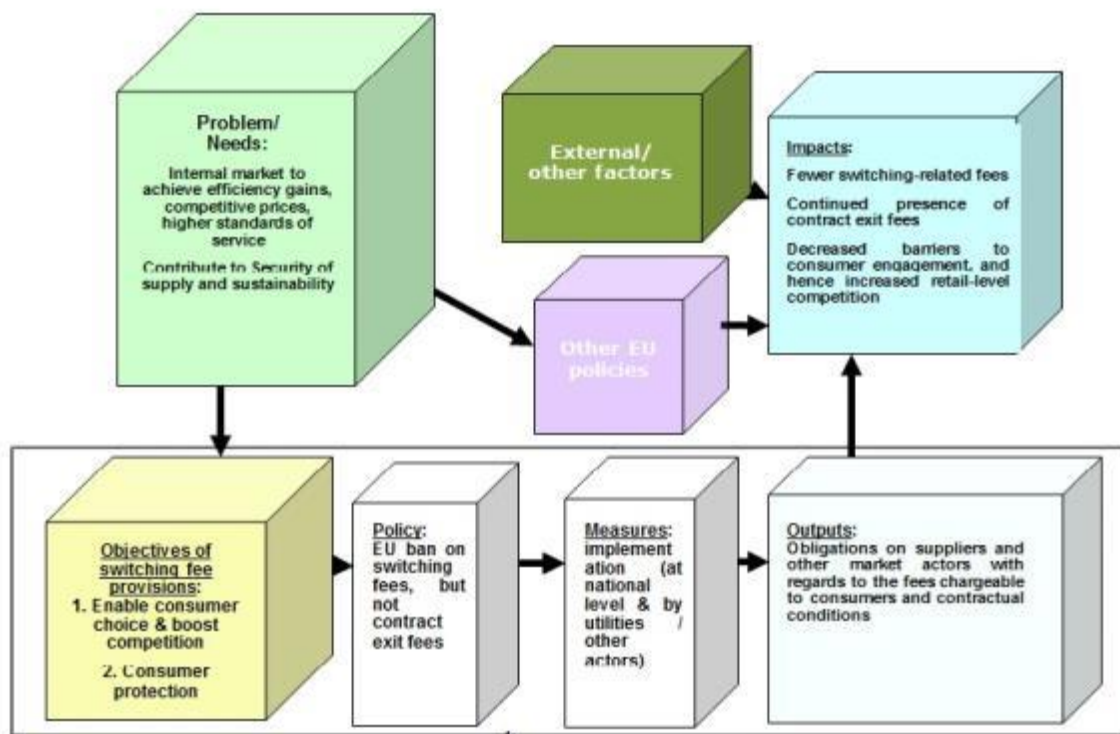 Problem/
Needs:
Internal market to
achieve efficiency gains,
competitive prices,
higher standards of
service
Contribute to Security of
supply and sustainability
External/
other factors
Other EU
policies
Impacts:
Fewer switching-related fees
Continued presence of
contract exit fees
Decreased barriers to
consumer engagement, and
hence increased retail-level
competition
Objectives of
switching fee
provisions:
1. Enable consumer
choice & boost
competition
2. Consumer
protection
Policy:
EU ban on
switching
fees, but
not
contract
exit fees
Measures:
implement
ation (at
national
level & by
utilities /
other
actors)
Outputs:
Obligations on suppliers and
other market actors with
regards to the fees chargeable
to consumers and contractual
conditions